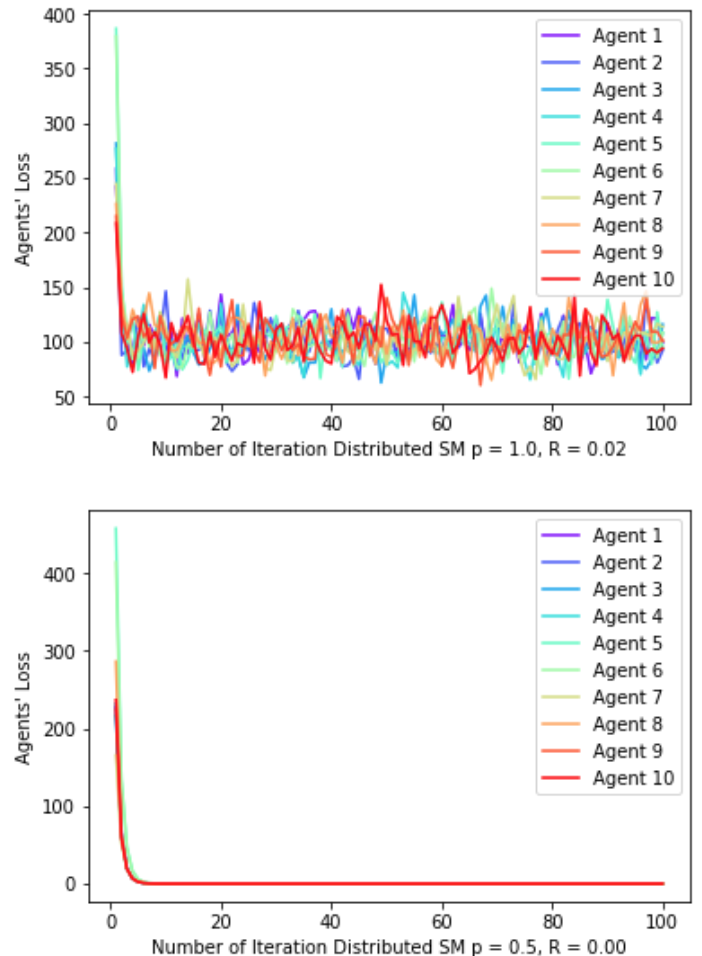 400
350
300
250
200
150
100
50
Agents' Loss
Agent 1
Agent 2
Agent 3
Agent 4
Agent 5
Agent 6
Agent 7
Agent 8
Agent 9
Agent 10
0 20 40 60 80 100
Number of Iteration Distributed SM p = 1.0, R = 0.02
400
300
200
100
0
Agents' Loss
Agent 1
Agent 2
Agent 3
Agent 4
Agent 5
Agent 6
Agent 7
Agent 8
Agent 9
Agent 10
0 20 40 60 80 100
Number of Iteration Distributed SM p = 0.5, R = 0.00